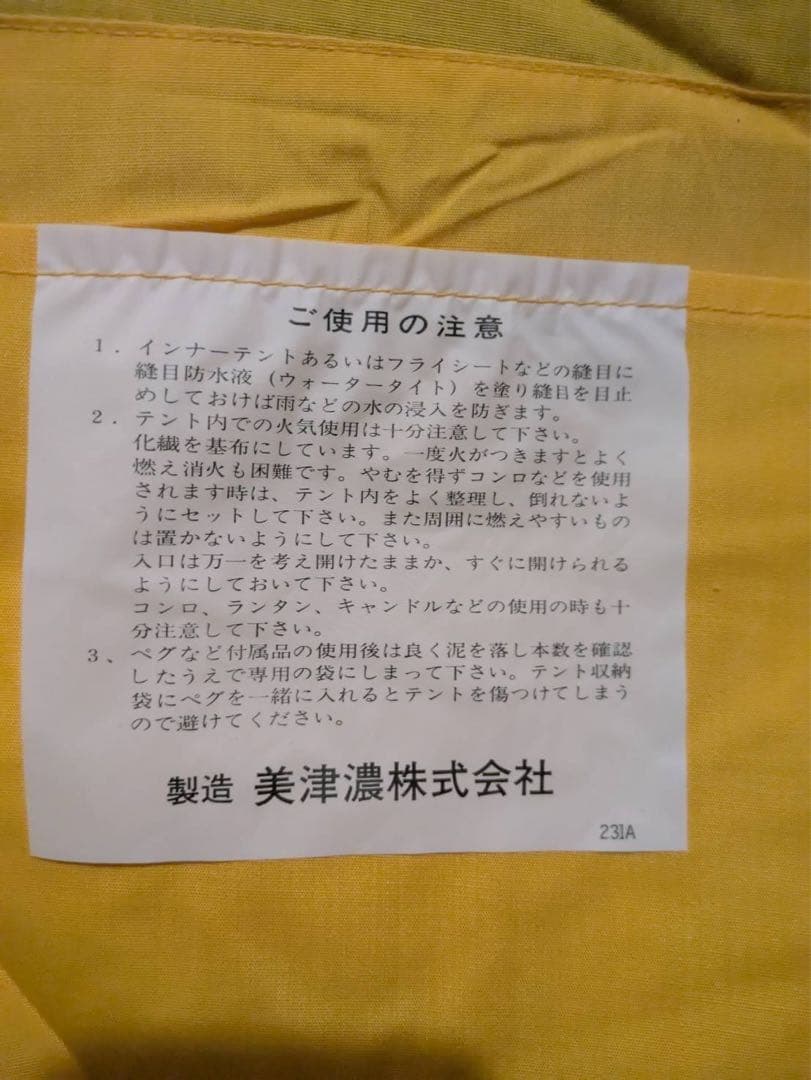 ご使用の注意
1．インナーテントあるいはフライシートなどの縫目に
縫目防水液（ウォータータイト）を塗り縫目を目止
めしておけば雨などの水の浸入を防ぎます。
2．テント内での火気使用は十分注意して下さい。
化繊を基布にしています。一度火がつきますとよく
燃え消火も困難です。やむを得ずコンロなどを使用
されます時は、テント内をよく整理し、倒れないよ
うにセットして下さい。また周囲に燃えやすいもの
は置かないようにして下さい。
入口は万一を考え開けたままか、すぐに開けられる
ようにしておいて下さい。
コンロ、ランタン、キャンドルなどの使用の時も十
分注意して下さい。
3、ペグなど付属品の使用後は良く泥を落し本数を確認
したうえで専用の袋にしまって下さい。テント収納
袋にペグを一緒に入れるとテントを傷つけてしまう
ので避けてください。
製造 美津濃株式会社
231A